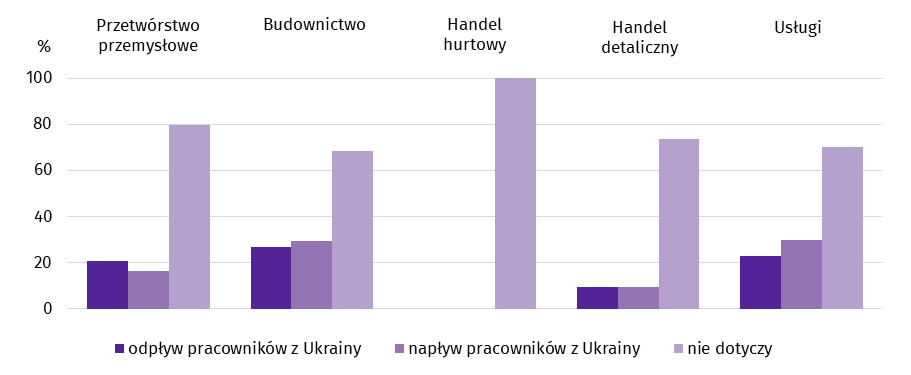 Przetwórstwo
przemysłowe
Budownictwo
Handel
hurtowy
Handel
detaliczny
Usługi
%
100
80
60
40
20
0
odpływ pracowników z Ukrainy
napływ pracowników z Ukrainy
nie dotyczy